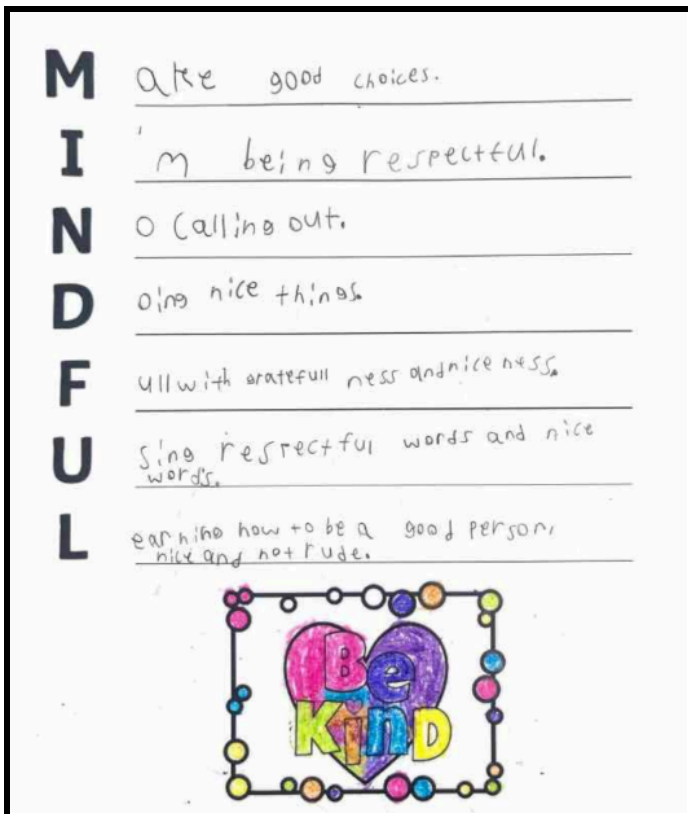 M ake good choices.
I 'm being respectful.
N o calling out.
D oing nice things.
F ull with gratefull ness and nice ness.
U sing respectful words and nice
words.
L earning how to be a good person,
nice and not rude.
Be
Kind